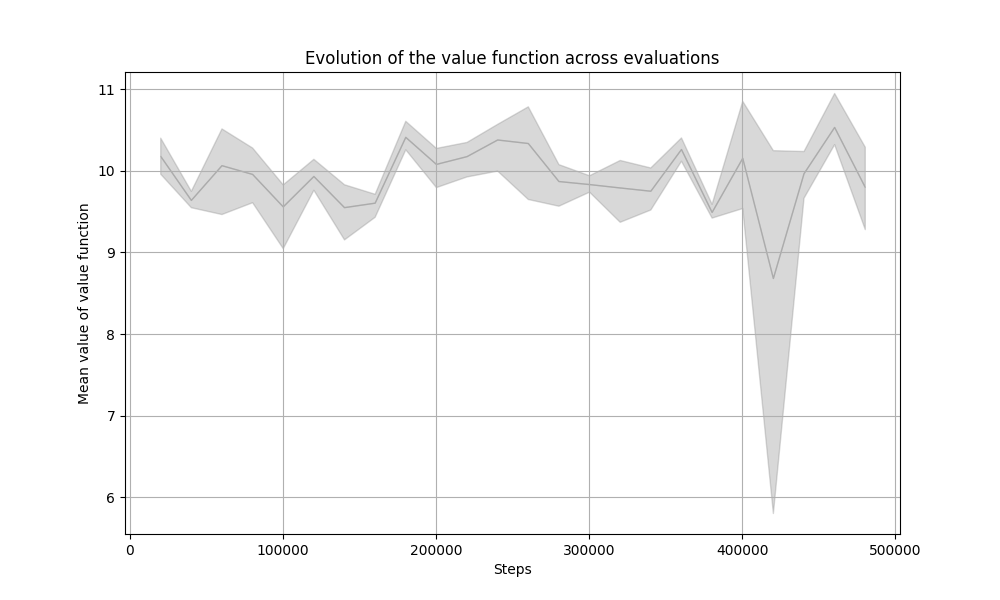 Evolution of the value function across evaluations
11
10
9
8
7
6
Mean value of value function
0 100000 200000 300000 400000 500000
Steps